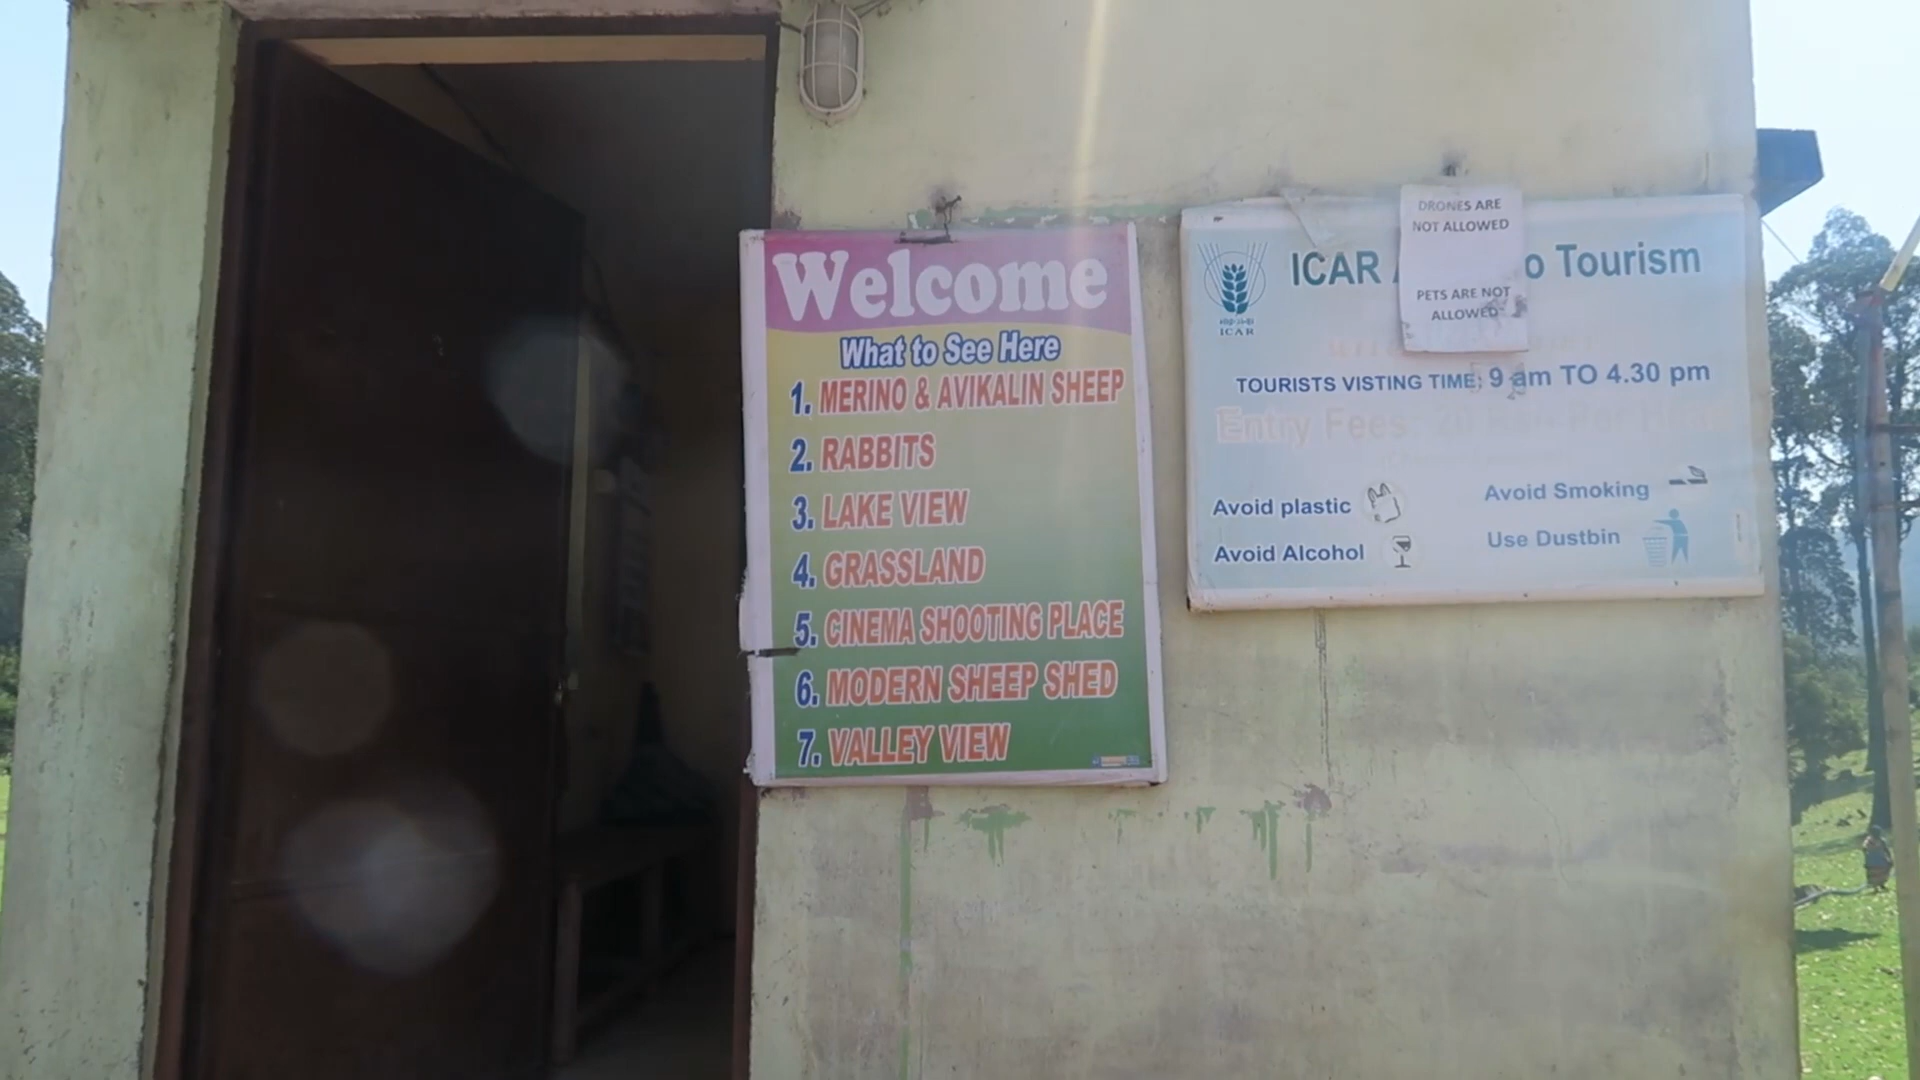 Welcome
What to See Here
1. MERINO & AVIKALIN SHEEP
2. RABBITS
3. LAKE VIEW
4. GRASSLAND
5. CINEMA SHOOTING PLACE
6. MODERN SHEEP SHED
7. VALLEY VIEW
DRONES ARE
NOT ALLOWED
PETS ARE NOT
ALLOWED
ICAR
ICAR Tourism
TOURISTS VISTING TIME: 9 am TO 4.30 pm
Entry Fees: 20
Avoid plastic
Avoid Smoking
Avoid Alcohol
Use Dustbin